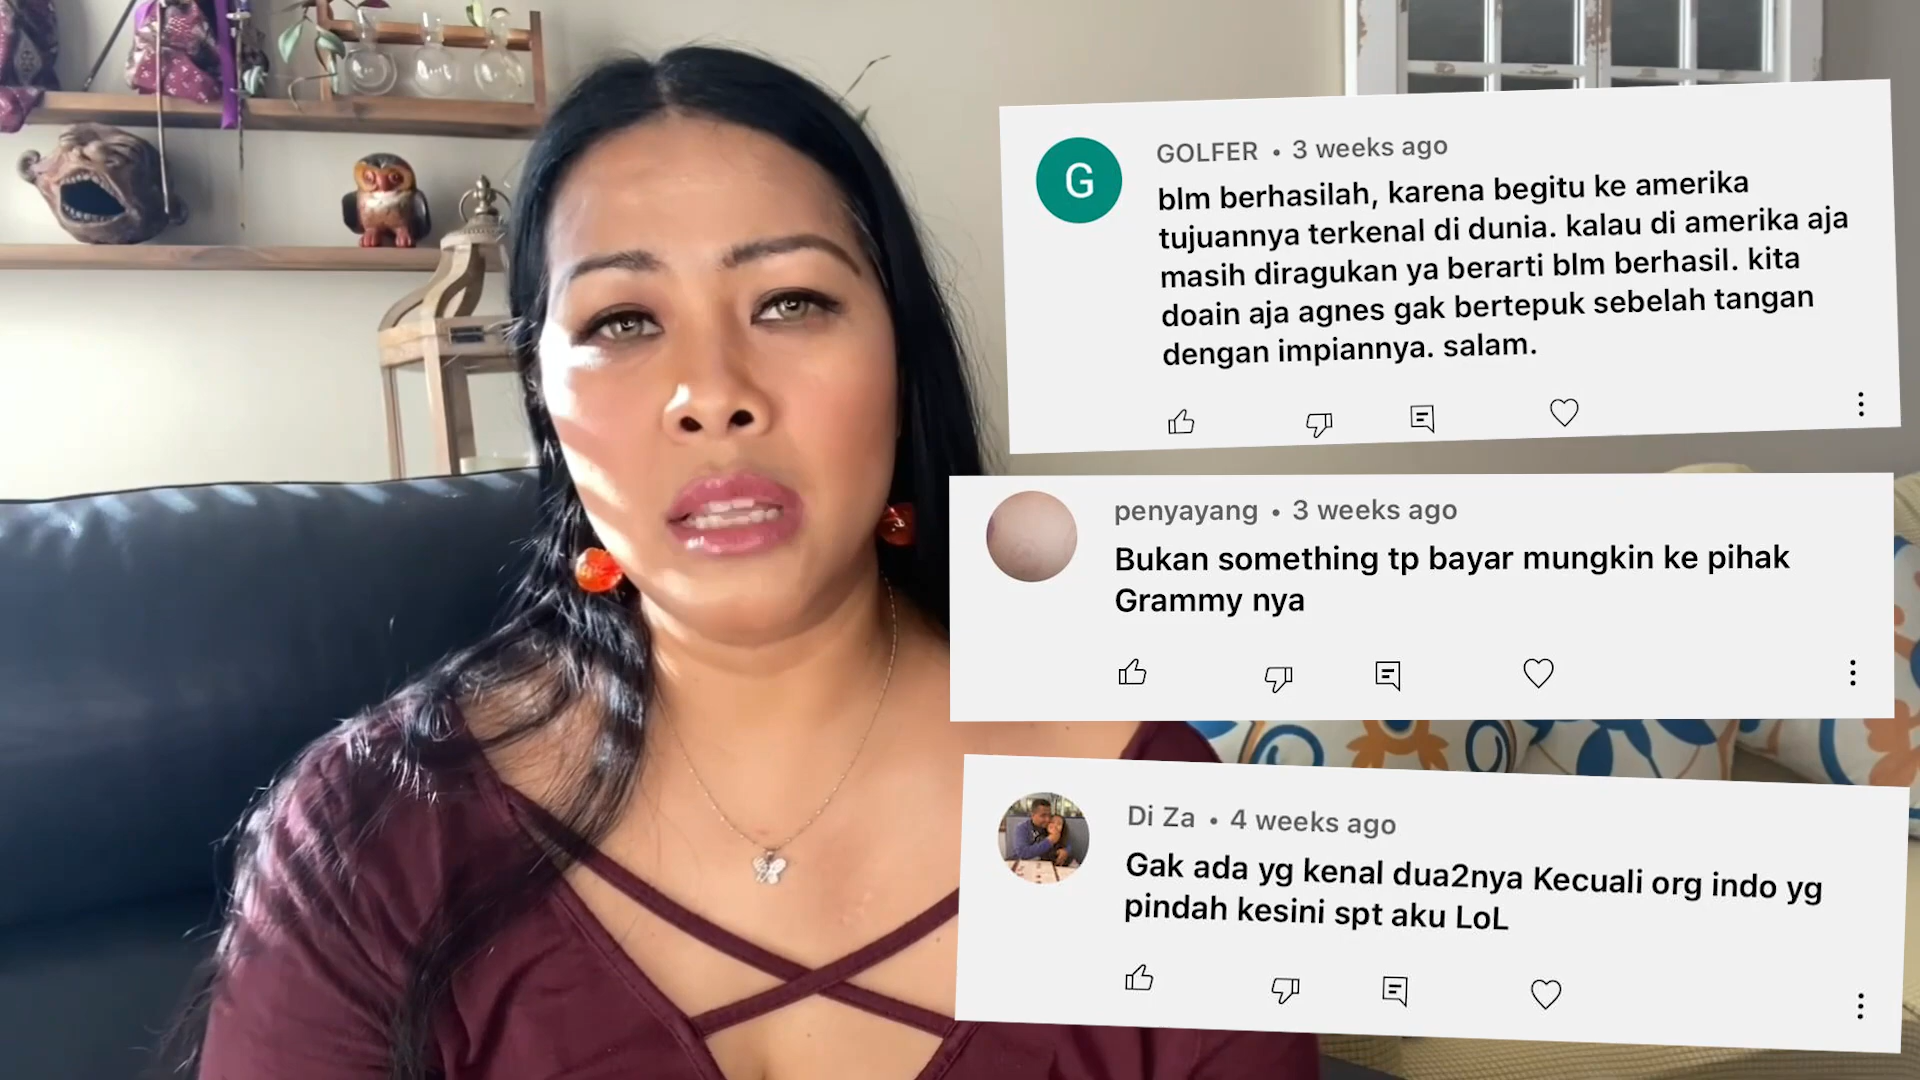 G
GOLFER • 3 weeks ago
blm berhasilah, karena begitu ke amerika
tujuannya terkenal di dunia. kalau di amerika aja
masih diragukan ya berarti blm berhasil. kita
doain aja agnes gak bertepuk sebelah tangan
dengan impiannya. salam.
penyayang • 3 weeks ago
Bukan something tp bayar mungkin ke pihak
Grammy nya
Di Za • 4 weeks ago
Gak ada yg kenal dua2nya Kecuali org indo yg
pindah kesini spt aku LoL